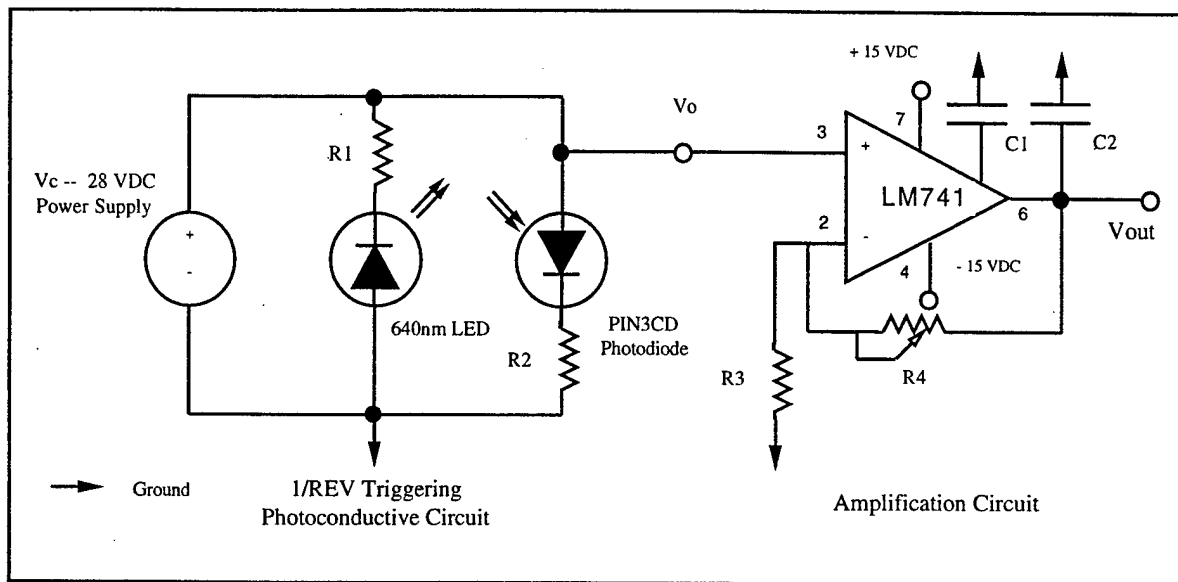 + 15 VDC
Vo
7
3
C1
C2
R1
+
Vc -- 28 VDC
Power Supply
LM741
+
-
6
Vout
2
-
4
- 15 VDC
640nm LED
PIN3CD
Photodiode
R2
R3
R4
Ground
1/REV Triggering
Photoconductive Circuit
Amplification Circuit